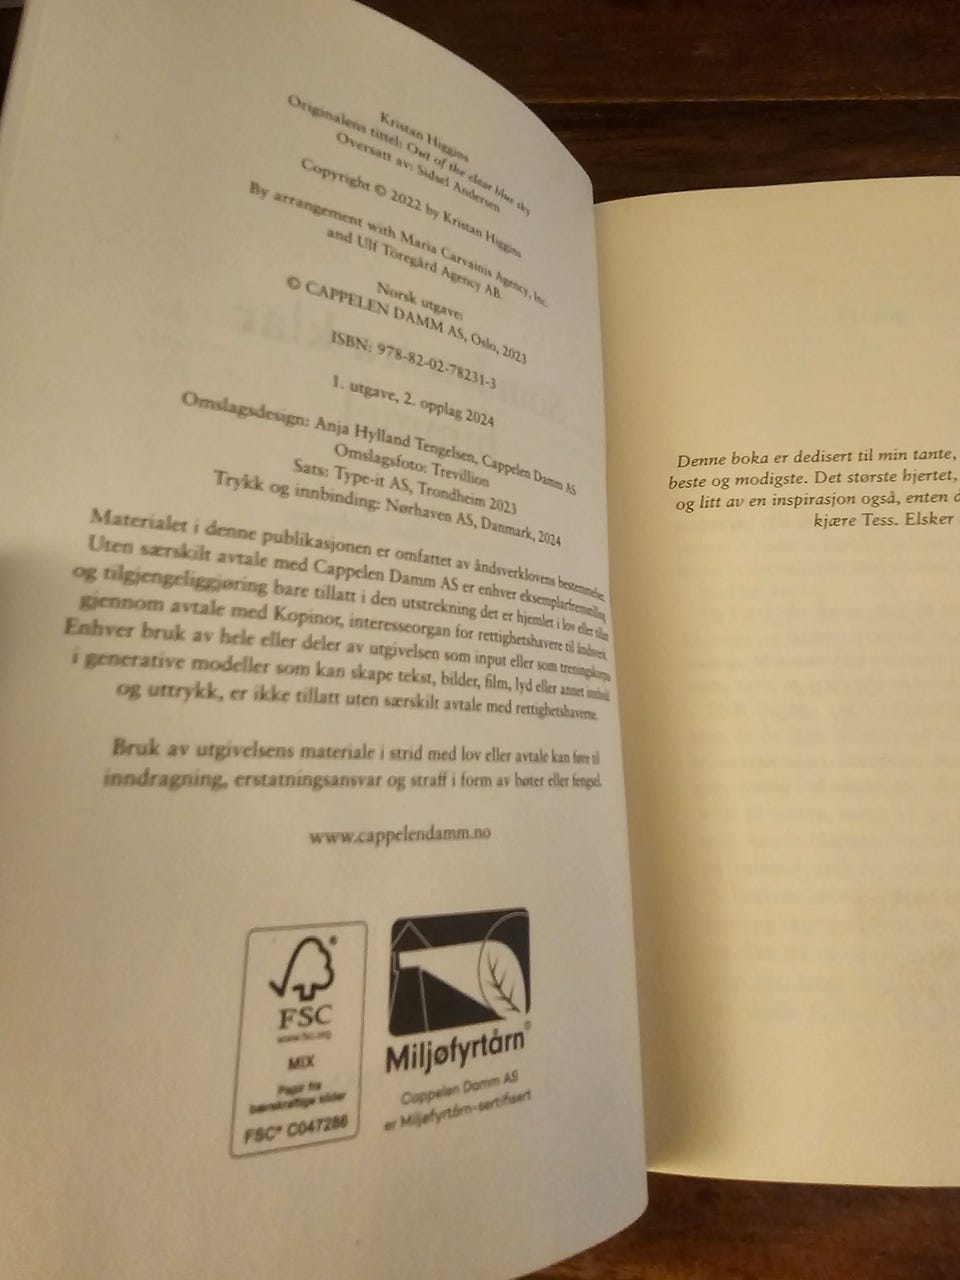 Kristan Higgins
Originalens tittel: Out of the clear blue sky
Oversatt av: Sidsel Andersen
Copyright © 2022 by Kristan Higgins
By arrangement with Maria Carvainis Agency, Inc.
and Ulf Töregård Agency AB.
Norsk utgave:
© CAPPELEN DAMM AS, Oslo, 2023
ISBN: 978-82-02-78231-3
1. utgave, 2. opplag 2024
Omslagsdesign: Anja Hylland Tengelsen, Cappelen Damm AS
Omslagsfoto: Trevillion
Sats: Type-it AS, Trondheim 2023
Trykk og innbinding: Nørhaven AS, Danmark, 2024
Materialet i denne publikasjonen er omfattet av åndsverklovens bestemmelser.
Uten særskilt avtale med Cappelen Damm AS er enhver eksemplarfremstilling
og tilgjengeliggjøring bare tillatt i den utstrekning det er hjemlet i lov eller tillatt
gjennom avtale med Kopinor, interesseorgan for rettighetshavere til åndsverk.
Enhver bruk av hele eller deler av utgivelsen som input eller som treningskorpus
i generative modeller som kan skape tekst, bilder, film, lyd eller annet innhold
og uttrykk, er ikke tillatt uten særskilt avtale med rettighetshaverne.
Bruk av utgivelsens materiale i strid med lov eller avtale kan føre til
inndragning, erstatningsansvar og straff i form av bøter eller fengsel.
www.cappelendamm.no
FSC
www.fsc.org
MIX
Papir fra
bærekraftige kilder
FSC® C047288
Miljøfyrtårn®
Cappelen Damm AS
er Miljøfyrtårn-sertifisert
Denne boka er dedisert til min tante,
beste og modigste. Det største hjertet,
og litt av en inspirasjon også, enten d
kjære Tess. Elsker